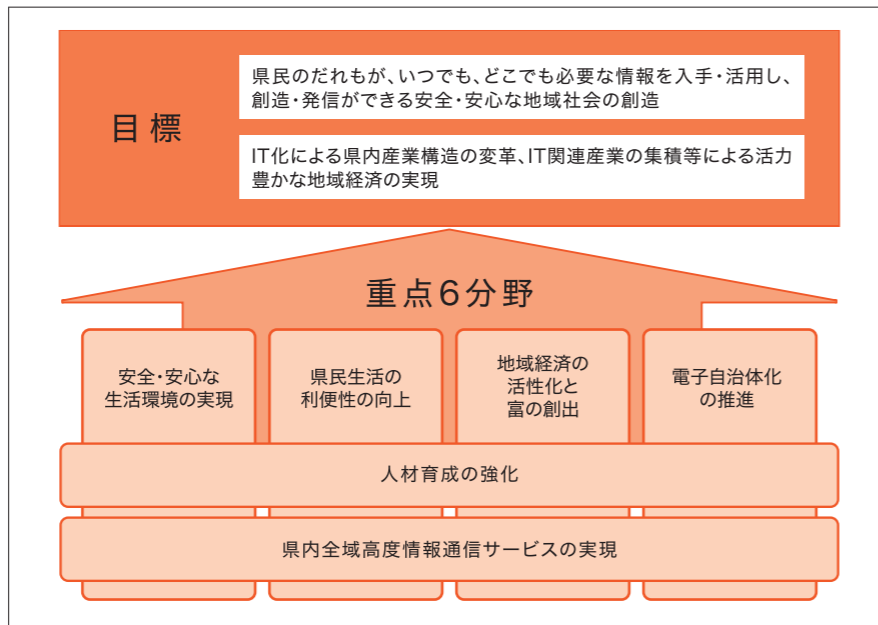 目標
県民のだれもが、いつでも、どこでも必要な情報を入手・活用し、
創造・発信ができる安全・安心な地域社会の創造
IT化による県内産業構造の変革、IT関連産業の集積等による活力
豊かな地域経済の実現
重点6分野
安全・安心な
生活環境の実現
県民生活の
利便性の向上
地域経済の
活性化と
富の創出
電子自治体化
の推進
人材育成の強化
県内全域高度情報通信サービスの実現